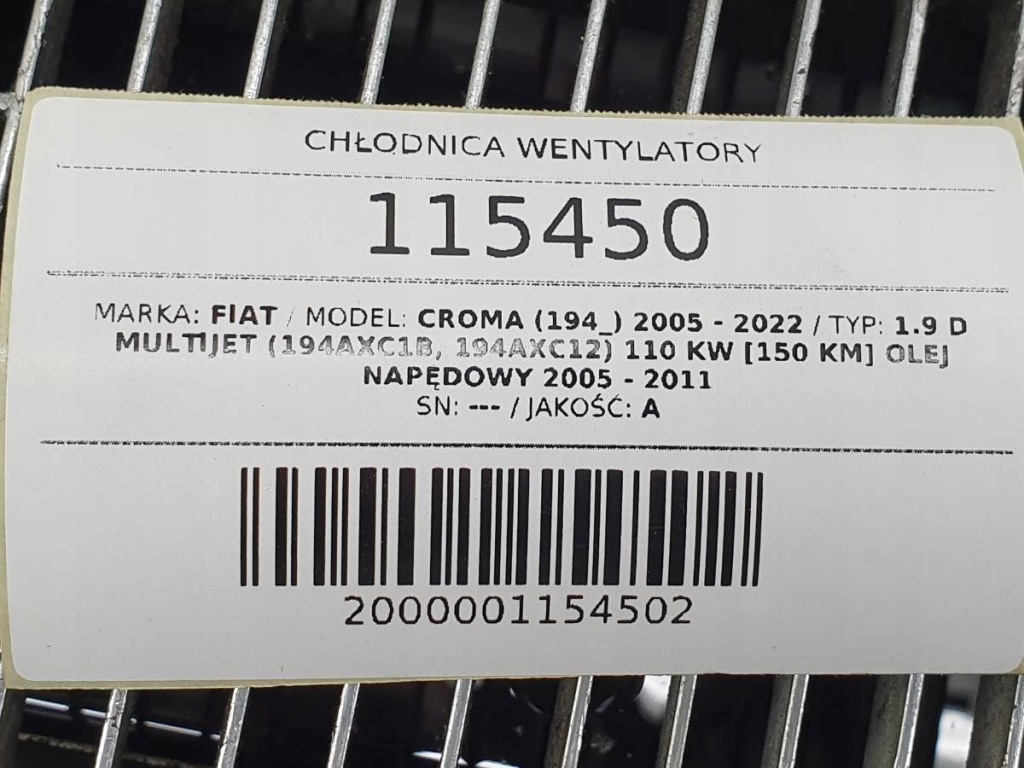 CHŁODNICA WENTYLATORY
115450
MARKA: FIAT / MODEL: CROMA (194_) 2005 - 2022 / TYP: 1.9 D
MULTIJET (194AXC1B, 194AXC12) 110 KW [150 KM] OLEJ
NAPĘDOWY 2005 - 2011
SN: --- / JAKOŚĆ: A
2000001154502